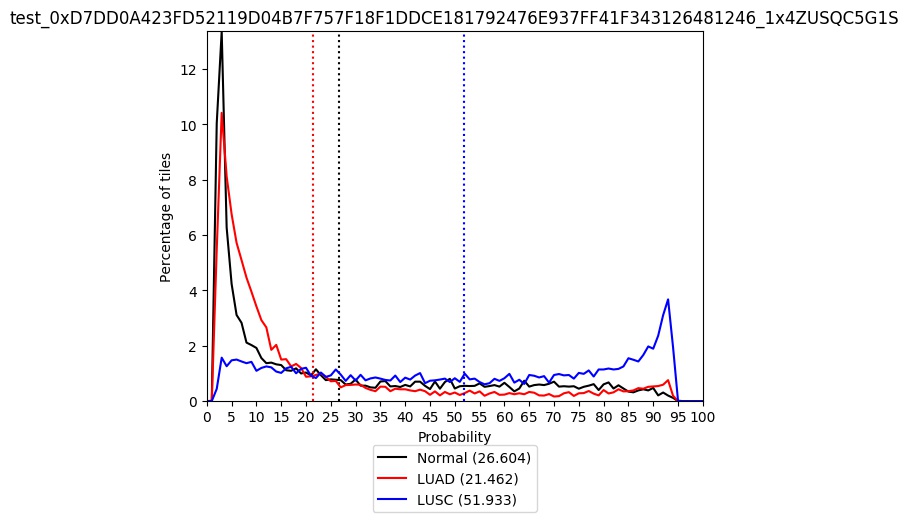 test_0xD7DD0A423FD52119D04B7F757F18F1DDCE181792476E937FF41F343126481246_1x4ZUSQC5G1S
12
10
8
6
4
2
0
Percentage of tiles
0 5 10 15 20 25 30 35 40 45 50 55 60 65 70 75 80 85 90 95 100
Probability
Normal (26.604)
LUAD (21.462)
LUSC (51.933)